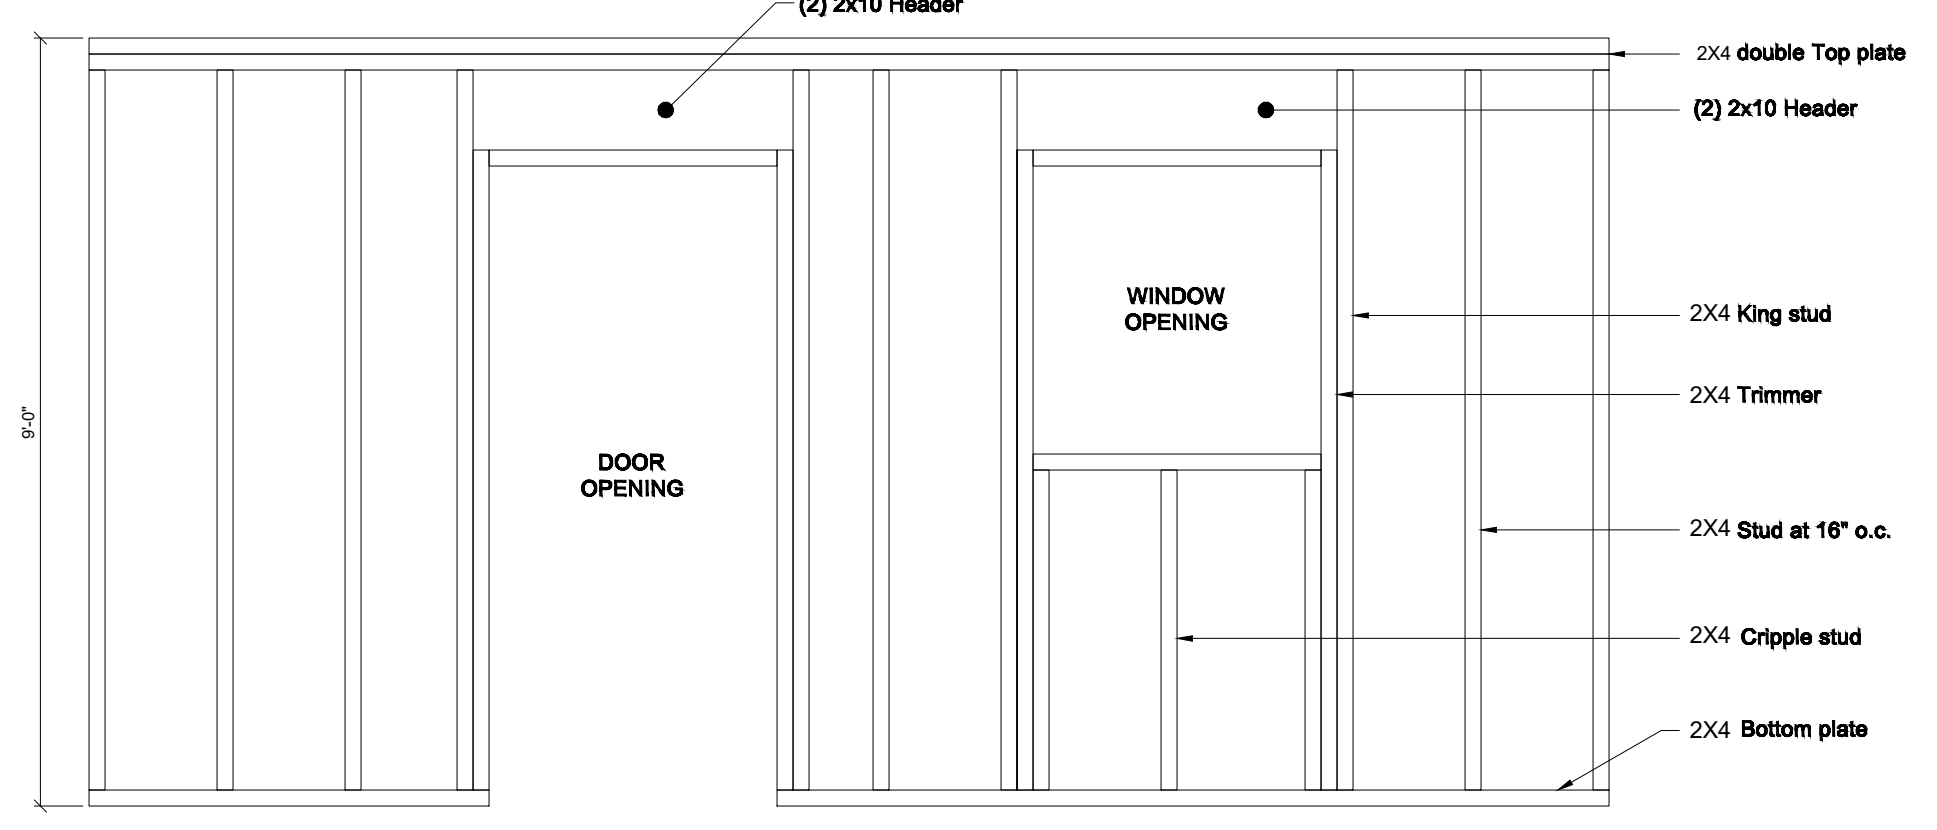 (2) 2x10 Header
2X4 double Top plate
(2) 2x10 Header
WINDOW
OPENING
2X4 King stud
2X4 Trimmer
9'-0"
DOOR
OPENING
2X4 Stud at 16" o.c.
2X4 Cripple stud
2X4 Bottom plate